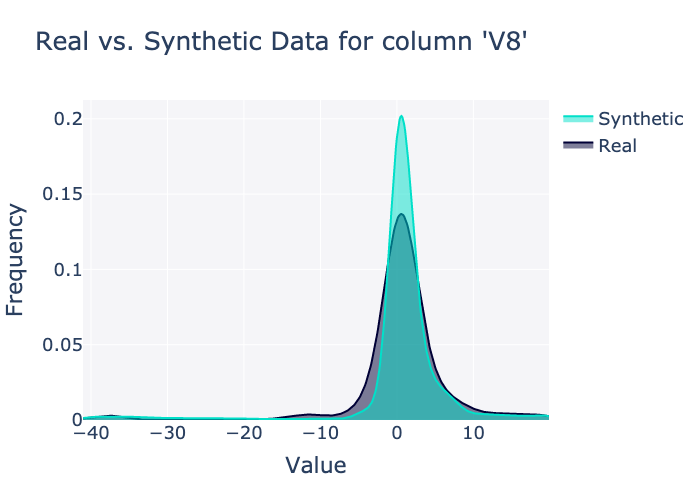 Real vs. Synthetic Data for column 'V8'
Synthetic
Real
Frequency
0.2
0.15
0.1
0.05
0
−40
−30
−20
−10
0
10
Value